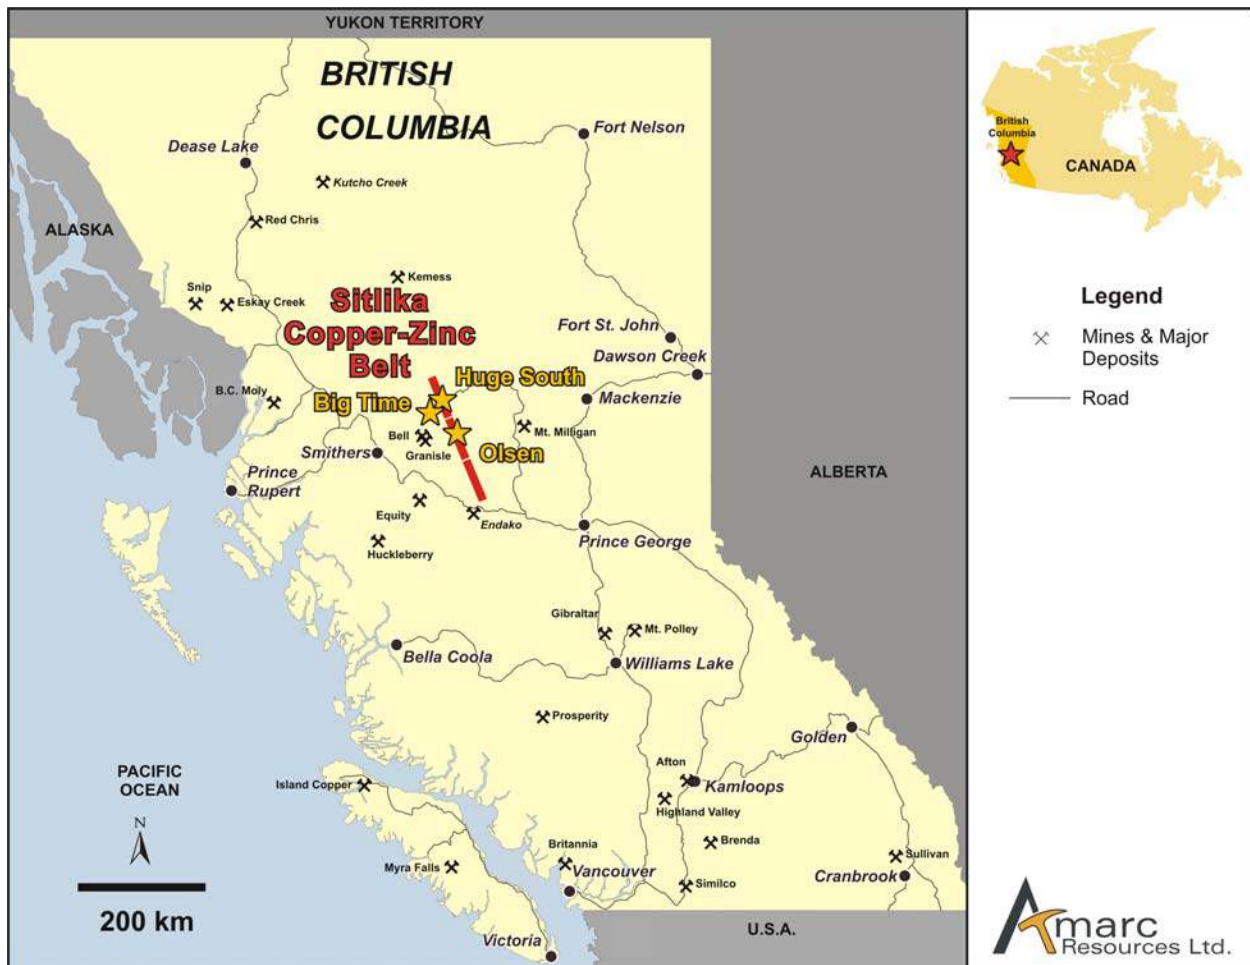 YUKON TERRITORY
BRITISH
COLUMBIA
Fort Nelson
Dease Lake
Kutcho Creek
Red Chris
ALASKA
Kemess
Snip
Eskay Creek
Sitlika
Copper-Zinc
Belt
Fort St. John
Dawson Creek
Huge South
Big Time
B.C. Moly
Mackenzie
Mt. Milligan
Bell
Granisle
Olsen
Smithers
Prince
Rupert
ALBERTA
Equity
Endako
Huckleberry
Prince George
Gibraltar
Mt. Polley
Bella Coola
Williams Lake
Prosperity
Golden
PACIFIC
OCEAN
Island Copper
Afton
Kamloops
Highland Valley
N
Brenda
Britannia
Myra Falls
Vancouver
Sullivan
Cranbrook
Similco
200 km
Victoria
U.S.A.
British
Columbia
CANADA
Legend
Mines & Major
Deposits
Road
Amarc
Resources Ltd.